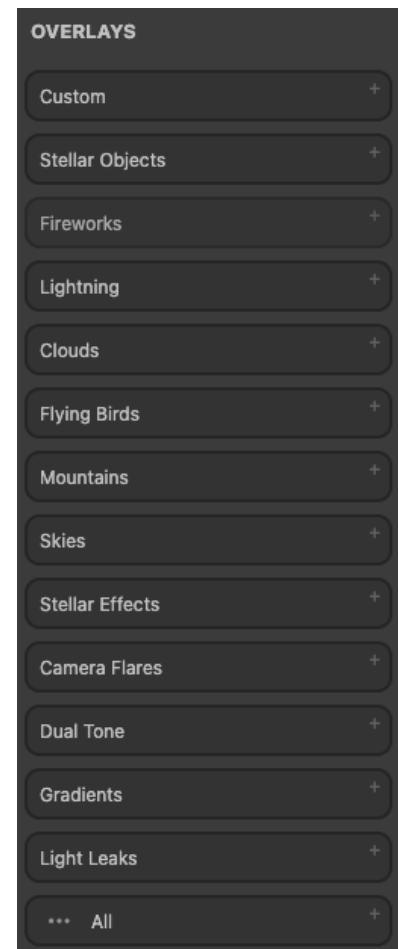 OVERLAYS
Custom +
Stellar Objects +
Fireworks +
Lightning +
Clouds +
Flying Birds +
Mountains +
Skies +
Stellar Effects +
Camera Flares +
Dual Tone +
Gradients +
Light Leaks +
••• All +